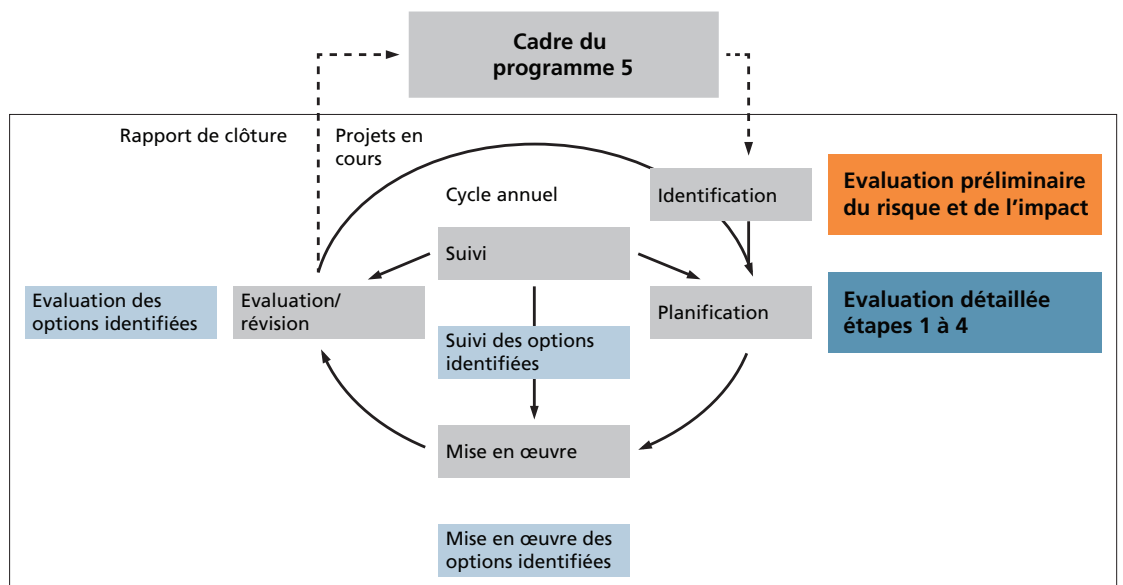 Cadre du
programme 5
Rapport de clôture
Projets en
cours
Cycle annuel
Identification
Evaluation préliminaire
du risque et de l'impact
Suivi
Evaluation des
options identifiées
Evaluation/
révision
Planification
Evaluation détaillée
étapes 1 à 4
Suivi des options
identifiées
Mise en œuvre
Mise en œuvre des
options identifiées